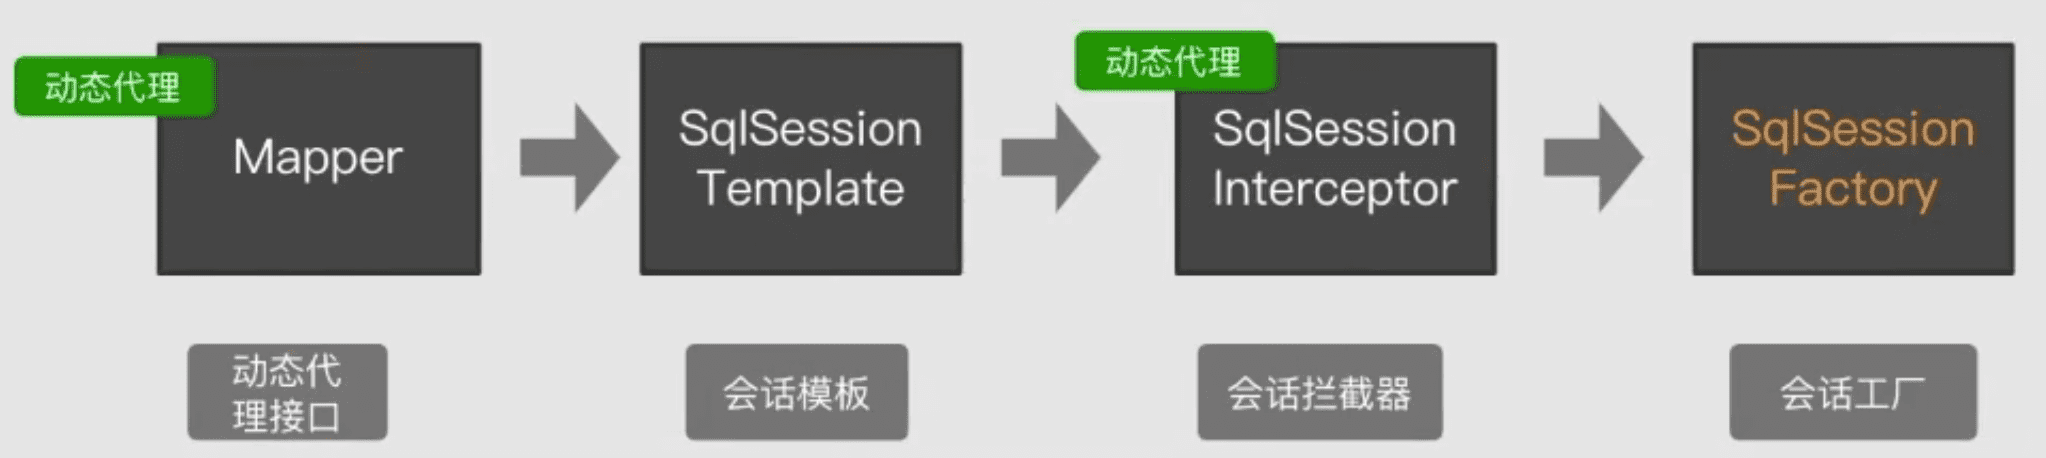 动态代理
Mapper
SqlSession
Template
动态代理
SqlSession
Interceptor
SqlSession
Factory
动态代
理接口
会话模板
会话拦截器
会话工厂